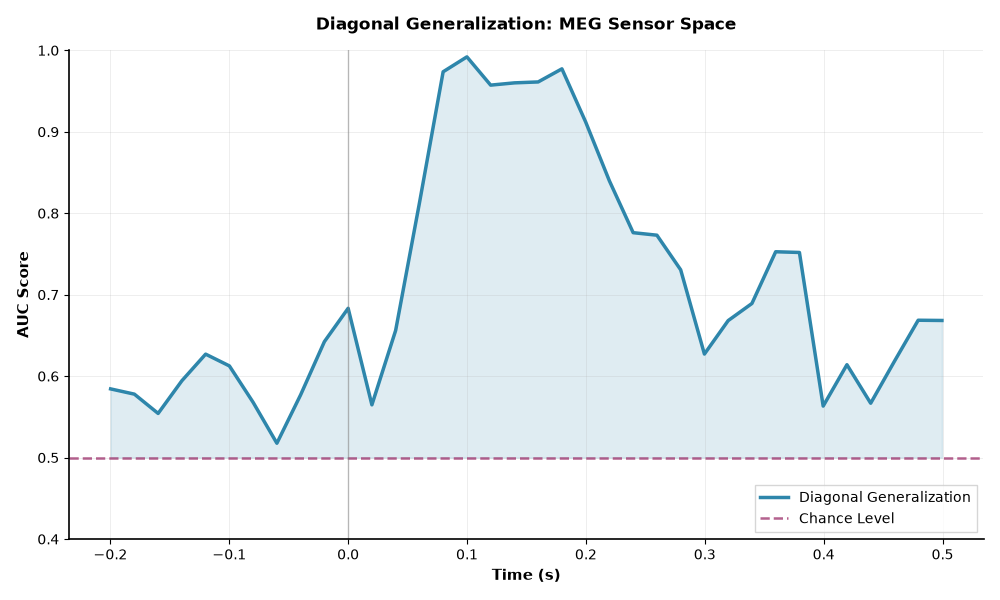 Diagonal Generalization: MEG Sensor Space
1.0
0.9
0.8
0.7
0.6
0.5
0.4
AUC Score
Diagonal Generalization
Chance Level
−0.2 −0.1 0.0 0.1 0.2 0.3 0.4 0.5
Time (s)